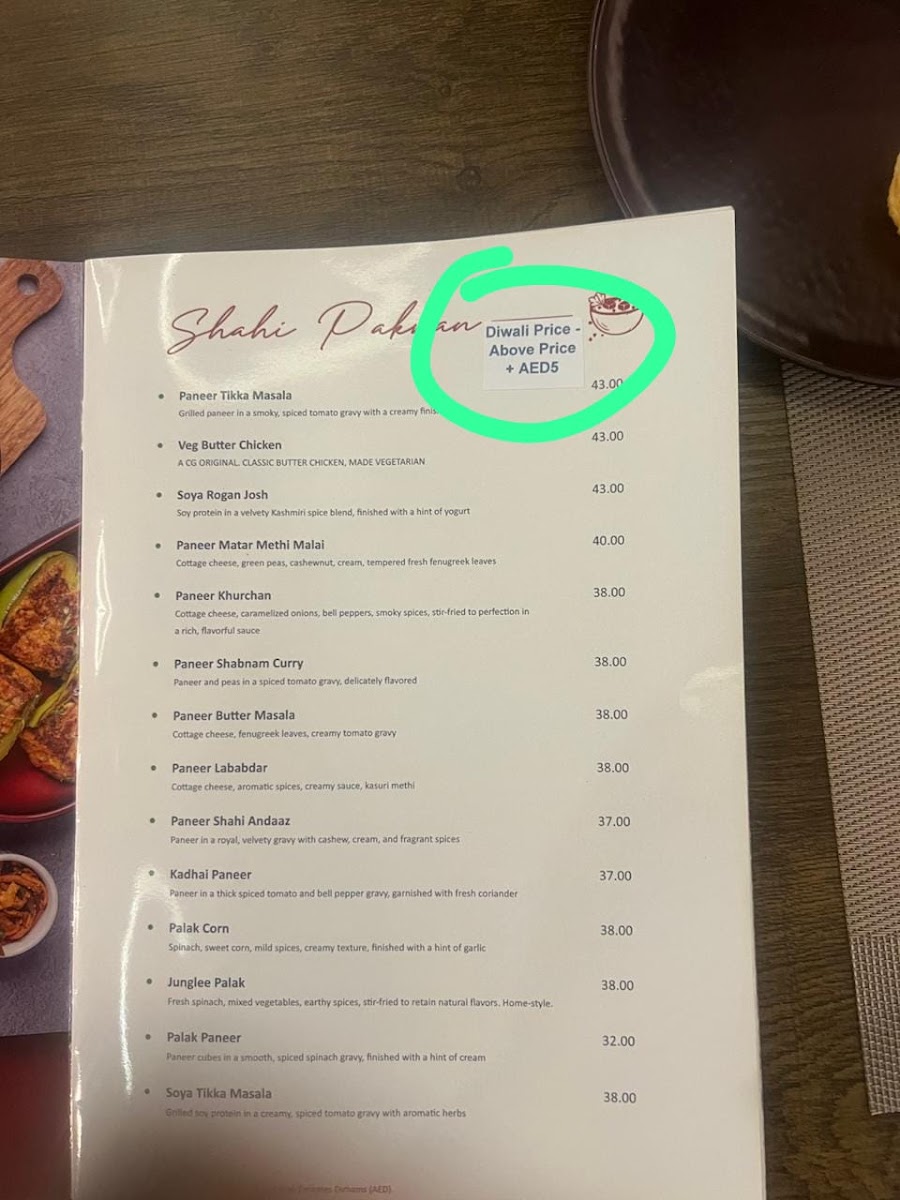 Shahi Pakwan
Diwali Price -
Above Price
+ AED5
Paneer Tikka Masala 43.00
Grilled paneer in a smoky, spiced tomato gravy with a creamy
Veg Butter Chicken 43.00
A CG ORIGINAL. CLASSIC BUTTER CHICKEN, MADE VEGETARIAN
Soya Rogan Josh 43.00
Soy protein in a velvety Kashmiri spice blend, finished with a hint of yogurt
Paneer Matar Methi Malai 40.00
Cottage cheese, green peas, cashewnut, cream, tempered fresh fenugreek leaves
Paneer Khurchan 38.00
Cottage cheese, caramelized onions, bell peppers, smoky spices, stir-fried to perfection in
a rich, flavorful sauce
Paneer Shabnam Curry 38.00
Paneer and peas in a spiced tomato gravy, delicately flavored
Paneer Butter Masala 38.00
Cottage cheese, fenugreek leaves, creamy tomato gravy
Paneer Lababdar 38.00
Cottage cheese, aromatic spices, creamy sauce, kasuri methi
Paneer Shahi Andaaz 37.00
Paneer in a royal, velvety gravy with cashew, cream, and fragrant spices
Kadhai Paneer 37.00
Paneer in a thick spiced tomato and bell pepper gravy, garnished with fresh coriander
Palak Corn 38.00
Spinach, sweet corn, mild spices, creamy texture, finished with a hint of garlic
Junglee Palak 38.00
Fresh spinach, mixed vegetables, earthy spices, stir-fried to retain natural flavors. Home-style.
Palak Paneer 32.00
Paneer cubes in a smooth, spiced spinach gravy, finished with a hint of cream
Soya Tikka Masala 38.00
Grilled soy protein in a creamy, spiced tomato gravy with aromatic herbs
Emirates Dirhams (AED)